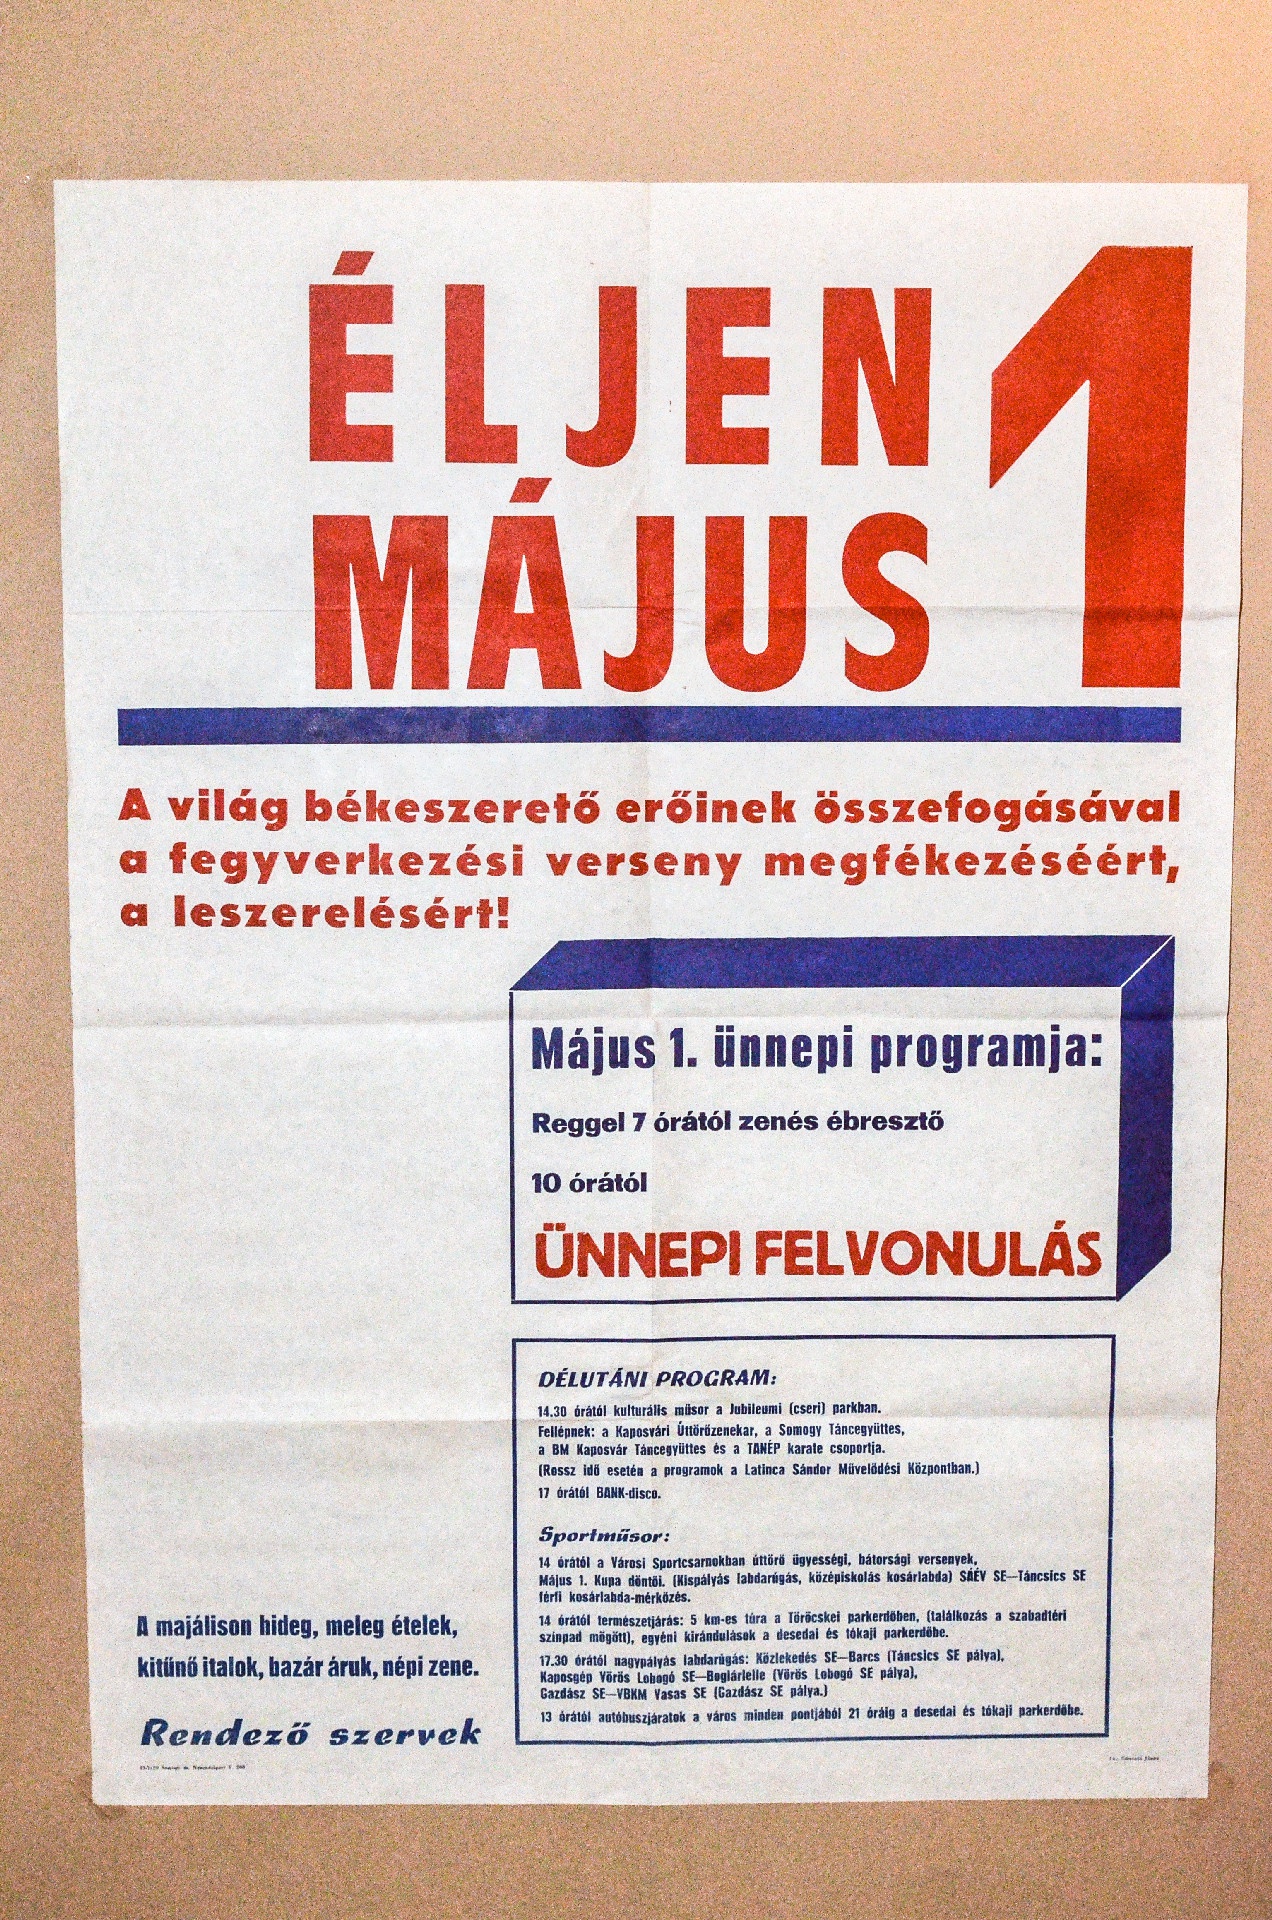 ÉLJEN
MÁJUS 1
A világ békeszerető erőinek összefogásával
a fegyverkezési verseny megfékezéséért,
a leszerelésért!
Május 1. ünnepi programja:
Reggel 7 órától zenés ébresztő
10 órától
ÜNNEPI FELVONULÁS
DÉLUTÁNI PROGRAM:
14.30 órától kulturális műsor a Jubileumi (cseri) parkban.
Fellépnek: a Kaposvári Úttörőzenekar, a Somogy Táncegyüttes,
a BM Kaposvár Táncegyüttes és a TANÉP karate csoportja.
(Rossz idő esetén a programok a Latinca Sándor Művelődési Központban.)
17 órától BANK-disco.
Sportműsor:
14 órától a Városi Sportcsarnokban úttörő ügyességi, bátorsági versenyek,
Május 1. Kupa döntői. (Kispályás labdarúgás, középiskolás kosárlabda) SÁÉV SE—Táncsics SE
férfi kosárlabda-mérkőzés.
14 órától természetjárás: 5 km-es túra a Töröcskei parkerdőben, (találkozás a szabadtéri
színpad mögött), egyéni kirándulások a desedai és tókaji parkerdőbe.
17.30 órától nagypályás labdarúgás: Közlekedés SE—Barcs (Táncsics SE pálya),
Kaposgép Vörös Lobogó SE—Boglárlelle (Vörös Lobogó SE pálya),
Gazdász SE—VBKM Vasas SE (Gazdász SE pálya.)
13 órától autóbuszjáratok a város minden pontjából 21 óráig a desedai és tókaji parkerdőbe.
A majálison hideg, meleg ételek,
kitűnő italok, bazár áruk, népi zene.
Rendező szervek